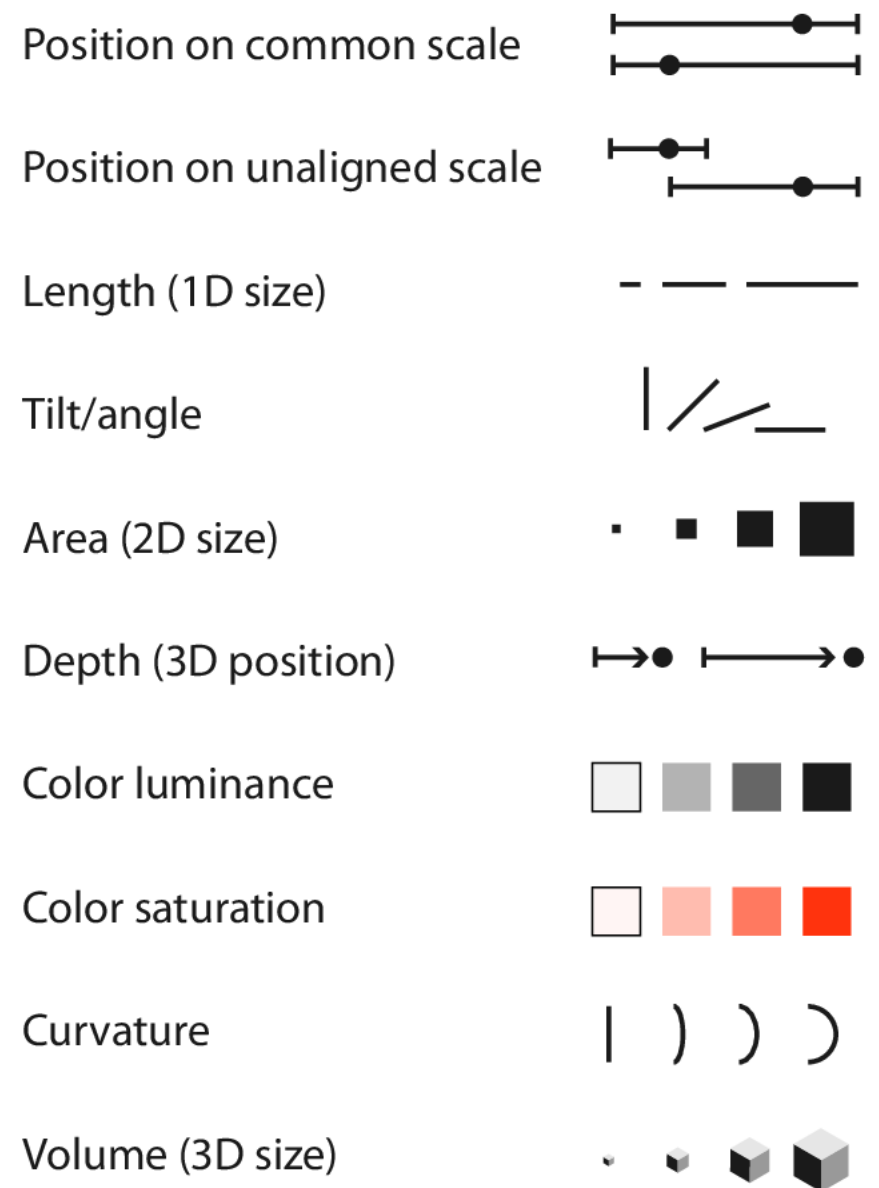 Position on common scale
Position on unaligned scale
Length (1D size)
Tilt/angle
Area (2D size)
Depth (3D position)
Color luminance
Color saturation
Curvature
Volume (3D size)